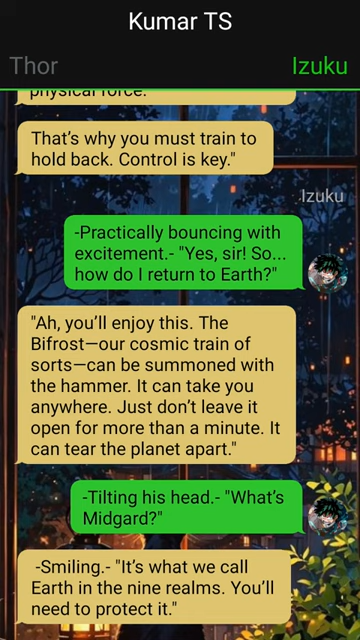 Kumar TS
Thor
Izuku
physical force.
That's why you must train to
hold back. Control is key."
Izuku
-Practically bouncing with
excitement.- "Yes, sir! So...
how do I return to Earth?"
"Ah, you'll enjoy this. The
Bifrost—our cosmic train of
sorts—can be summoned with
the hammer. It can take you
anywhere. Just don't leave it
open for more than a minute. It
can tear the planet apart."
-Tilting his head.- "What's
Midgard?"
-Smiling.- "It's what we call
Earth in the nine realms. You'll
need to protect it."